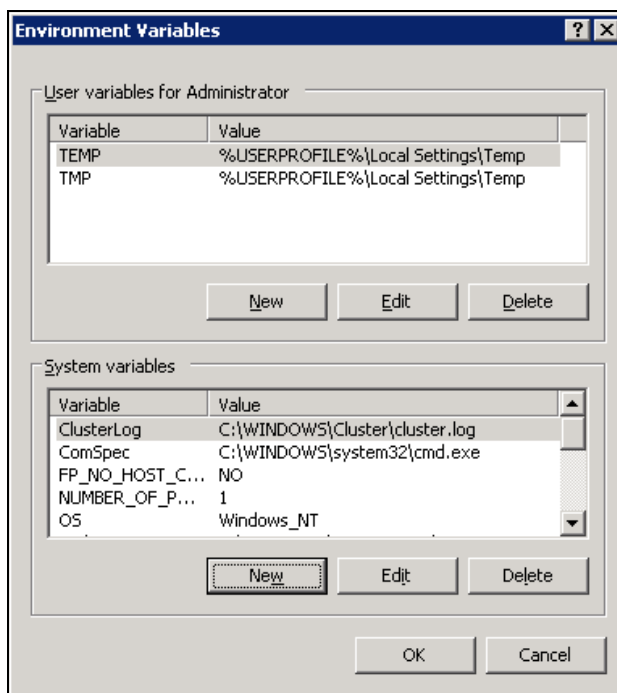 Environment Variables
User variables for Administrator
Variable Value
TEMP %USERPROFILE%\Local Settings\Temp
TMP %USERPROFILE%\Local Settings\Temp
New Edit Delete
System variables
Variable Value
ClusterLog C:\WINDOWS\Cluster\cluster.log
ComSpec C:\WINDOWS\system32\cmd.exe
FP_NO_HOST_C... NO
NUMBER_OF_P... 1
OS Windows_NT
New Edit Delete
OK Cancel